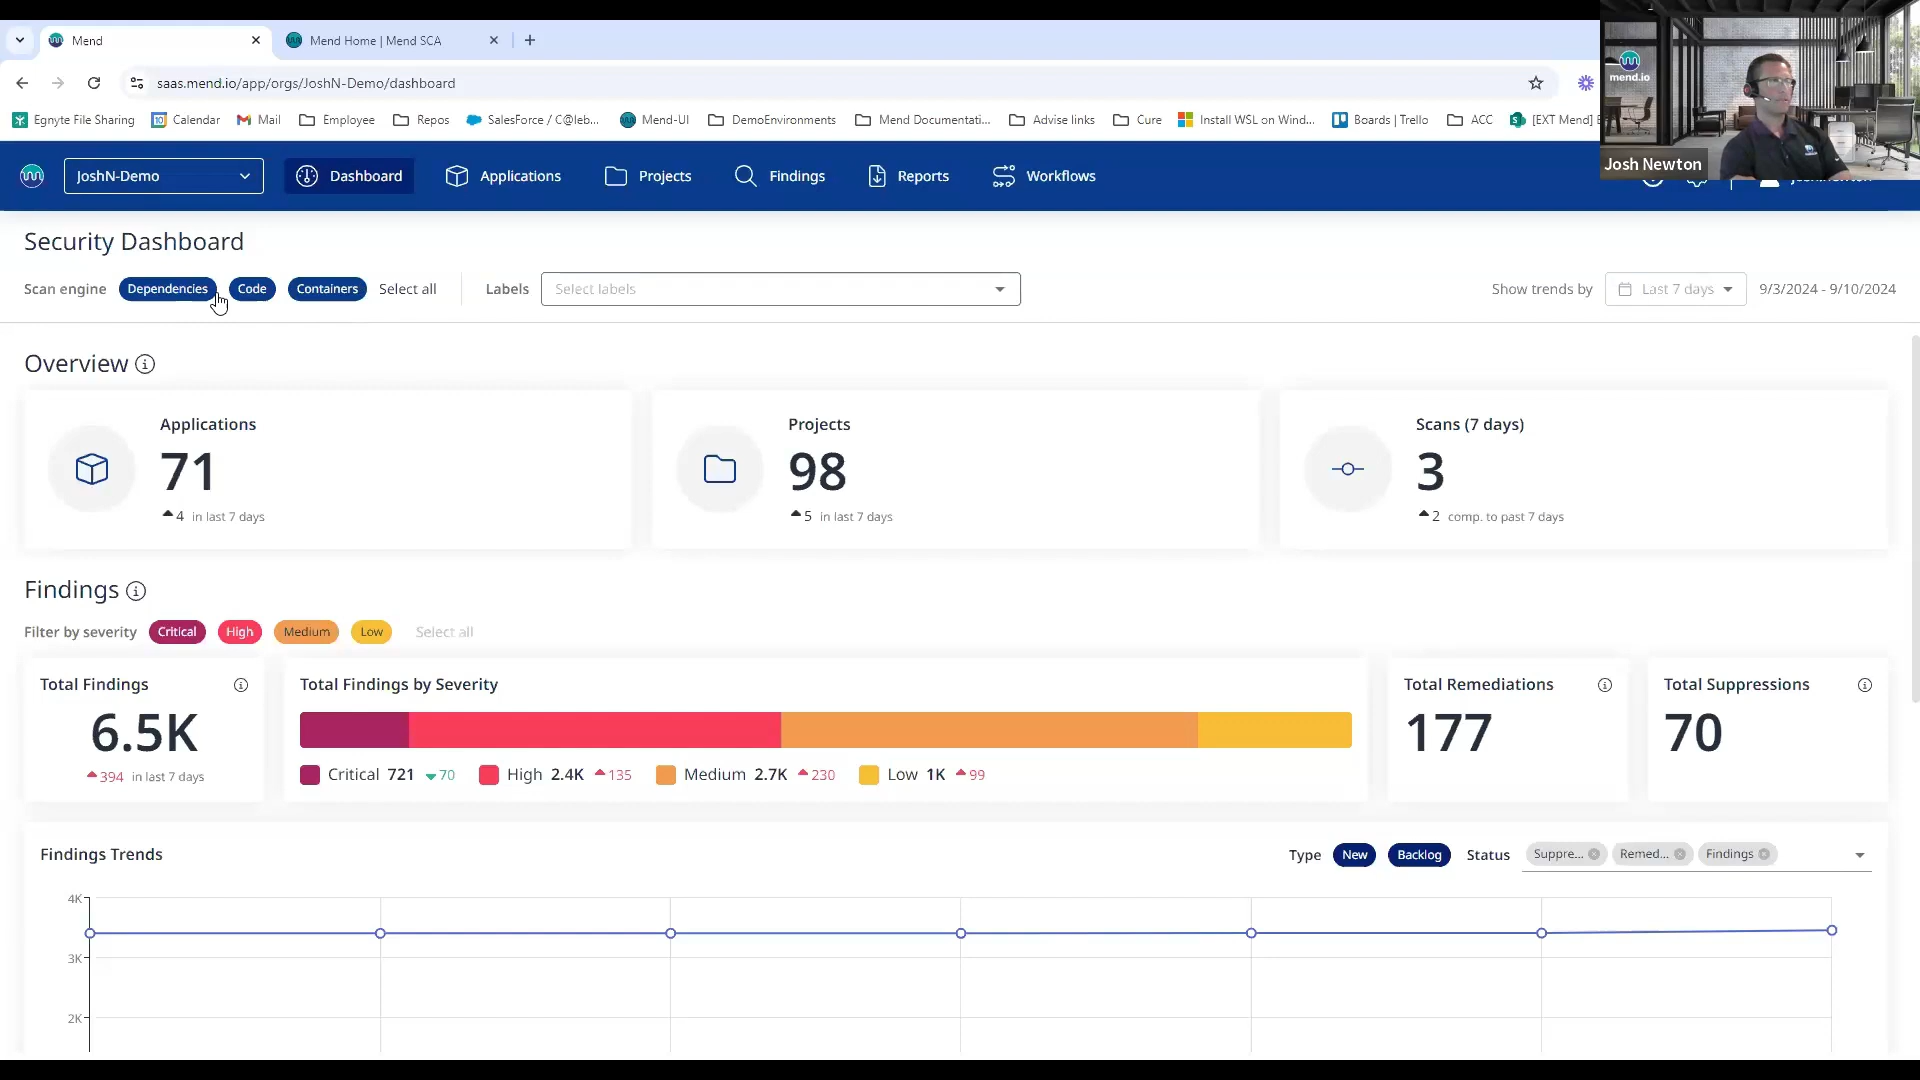 Mend
Mend Home | Mend SCA
saas.mend.io/app/orgs/JoshN-Demo/dashboard
Egnyte File Sharing
Calendar
Mail
Employee
Repos
SalesForce / C@leb...
Mend-UI
DemoEnvironments
Mend Documentati...
Advise links
Cure
Install WSL on Wind...
Boards | Trello
ACC
[EXT Mend]
mend.io
Josh Newton
JoshN-Demo
Dashboard
Applications
Projects
Findings
Reports
Workflows
Security Dashboard
Scan engine Dependencies Code Containers Select all
Labels Select labels
Show trends by Last 7 days 9/3/2024 - 9/10/2024
Overview
Applications
71
4 in last 7 days
Projects
98
5 in last 7 days
Scans (7 days)
3
2 comp. to past 7 days
Findings
Filter by severity Critical High Medium Low Select all
Total Findings
6.5K
394 in last 7 days
Total Findings by Severity
Critical 721 70 High 2.4K 135 Medium 2.7K 230 Low 1K 99
Total Remediations
177
Total Suppressions
70
Findings Trends
Type New Backlog Status Suppre... Remed... Findings
4K
3K
2K